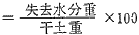 = 失去水分重 / 干土重 × 100